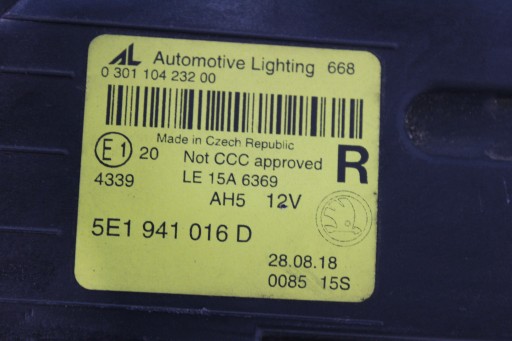 AL Automotive Lighting 668
0 301 104 232 00
Made in Czech Republic
E1 20 Not CCC approved R
4339 LE 15A 6369
AH5 12V
5E1 941 016 D
28.08.18
0085 15S